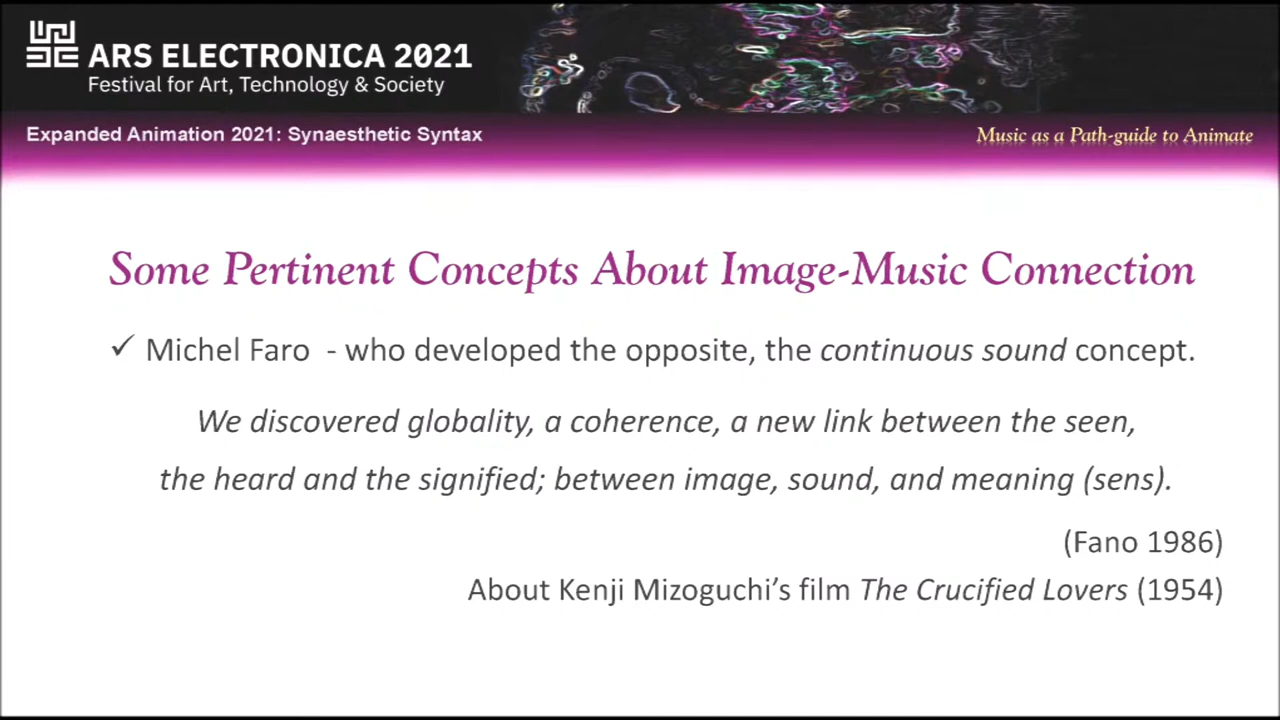 ARS ELECTRONICA 2021
Festival for Art, Technology & Society
Expanded Animation 2021: Synaesthetic Syntax
Music as a Path-guide to Animate
Some Pertinent Concepts About Image-Music Connection
✓ Michel Faro - who developed the opposite, the continuous sound concept.
We discovered globality, a coherence, a new link between the seen,
the heard and the signified; between image, sound, and meaning (sens).
(Fano 1986)
About Kenji Mizoguchi’s film The Crucified Lovers (1954)